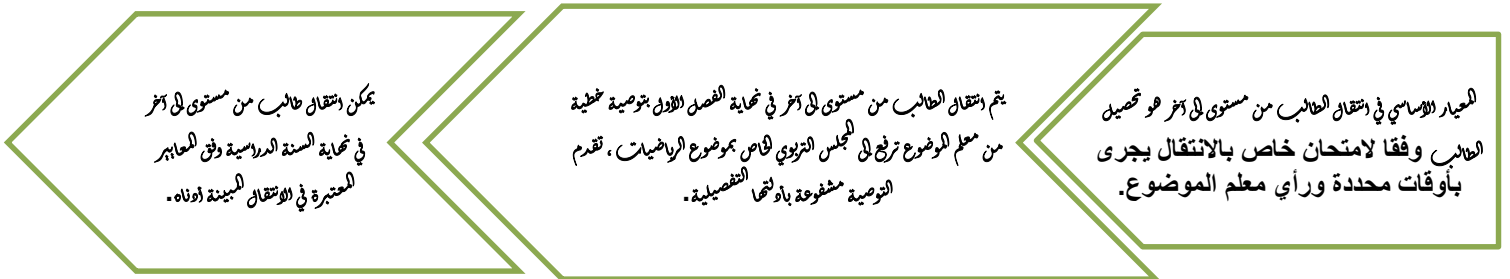 المعيار الأساسي في انتقال الطالب من مستوى إلى آخر هو تحصيل
الطالب وفقا لامتحان خاص بالانتقال يجرى
بأوقات محددة ورأي معلم الموضوع.
يتم انتقال الطالب من مستوى إلى آخر في نهاية الفصل الأول بتوصية خطية
من معلم الموضوع ترفع إلى المجلس التربوي الخاص بموضوع الرياضيات ، تقدم
التوصية مشفوعة بأدلتها التفصيلية .
يمكن انتقال طالب من مستوى إلى آخر
في نهاية السنة الدراسية وفق المعايير
المعتبرة في الانتقال المبينة أدناه .